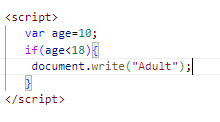 <script>
var age=10;
if(age<18){
document.write("Adult");
}
</script>